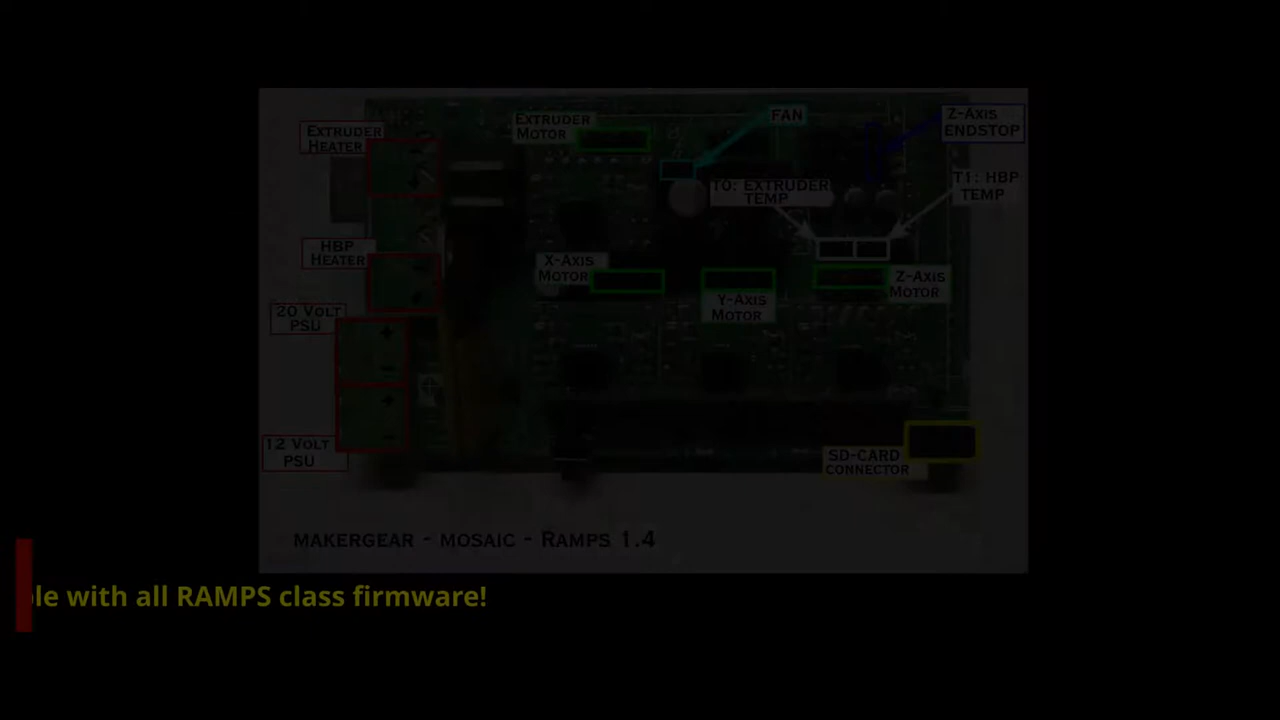 EXTRUDER
HEATER
EXTRUDER
MOTOR
FAN
Z-AXIS
ENDSTOP
T0: EXTRUDER
TEMP
T1: HBP
TEMP
HBP
HEATER
X-AXIS
MOTOR
Y-AXIS
MOTOR
Z-AXIS
MOTOR
20 VOLT
PSU
12 VOLT
PSU
SD-CARD
CONNECTOR
MAKERGEAR - MOSAIC - RAMPS 1.4
with all RAMPS class firmware!